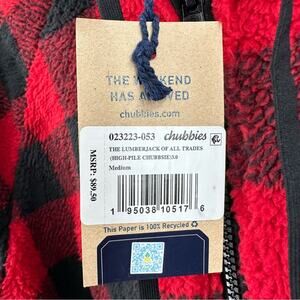 THE WEEKEND
HAS ARRIVED
chubbies.com
023223-053 chubbies
THE LUMBERJACK OF ALL TRADES
(HIGH-PILE CHUBBSIE)3.0
Medium
MSRP: $89.50
1 95038 10517 6
This Paper is 100% Recycled